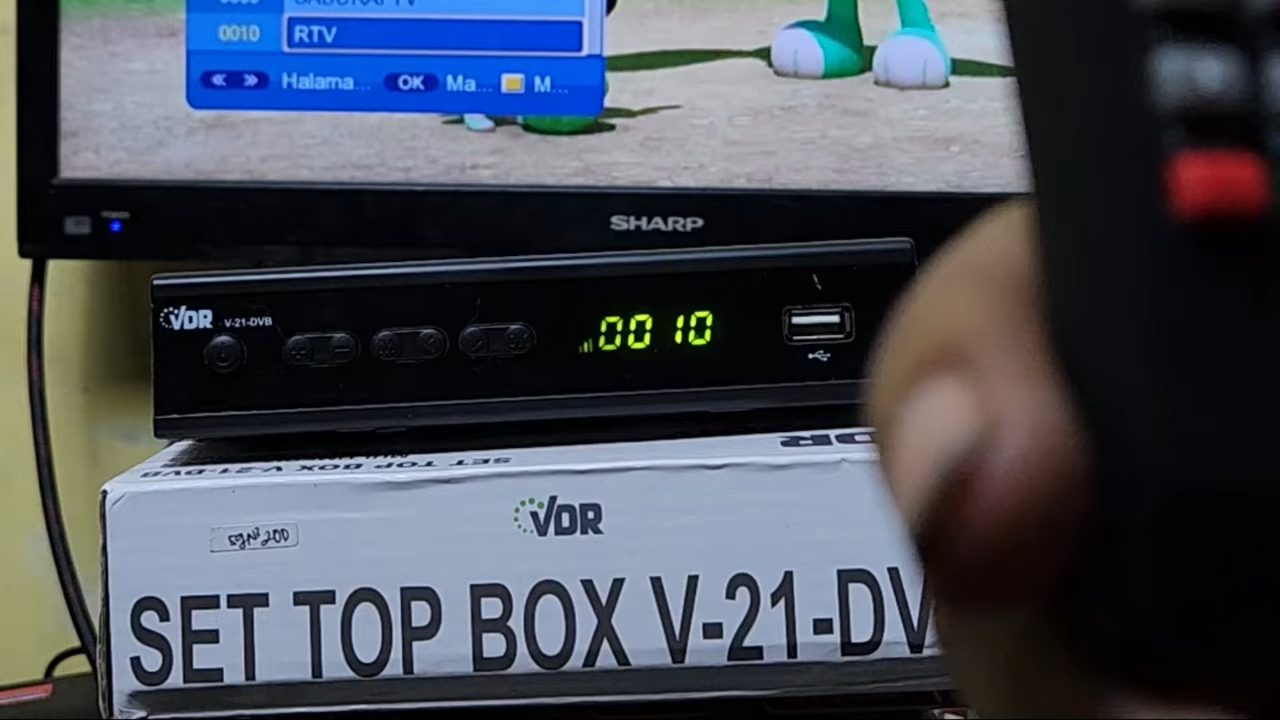 0010 RTV
« » Halama... OK Ma... M...
POWER
SHARP
VDR V-21-DVB
0010
SET TOP BOX V-21-DVB
VDR
SET TOP BOX V-21-DV